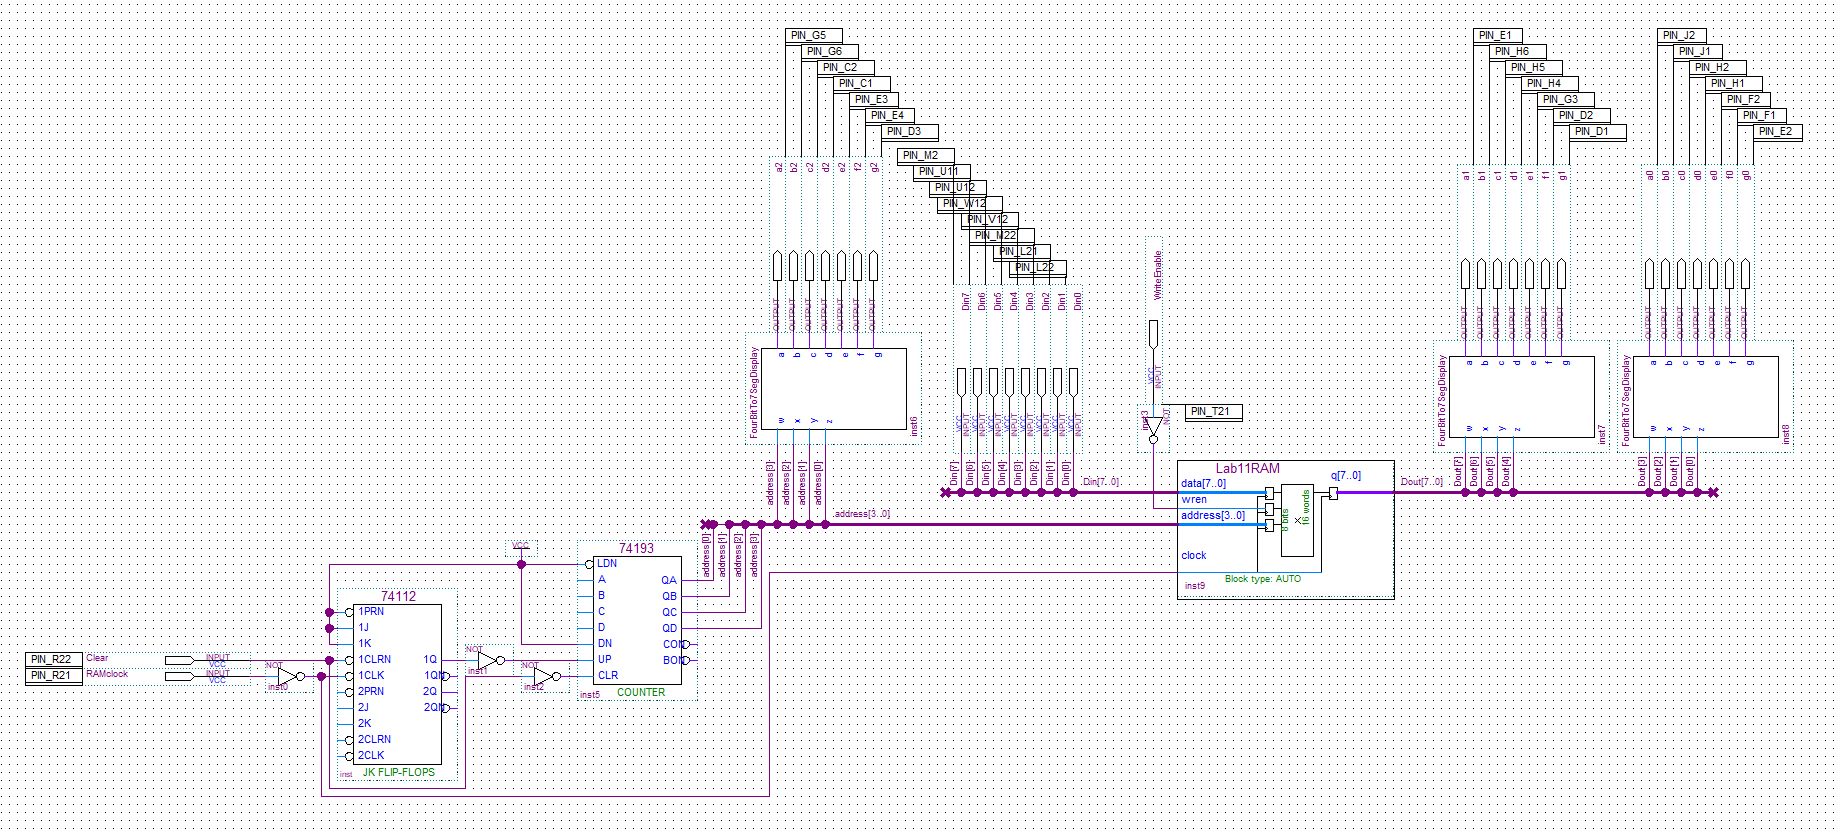 PIN_G5
PIN_G6
PIN_C2
PIN_C1
PIN_E3
PIN_E4
PIN_D3
a2
b2
c2
d2
e2
f2
g2
OUTPUT
OUTPUT
OUTPUT
OUTPUT
OUTPUT
OUTPUT
OUTPUT
FourBitTo7SegDisplay
a b c d e f g
w x y z
inst6
address[3]
address[2]
address[1]
address[0]
PIN_M2
PIN_U11
PIN_U12
PIN_W12
PIN_V12
PIN_M22
PIN_L21
PIN_L22
Din7
Din6
Din5
Din4
Din3
Din2
Din1
Din0
VCC INPUT
VCC INPUT
VCC INPUT
VCC INPUT
VCC INPUT
VCC INPUT
VCC INPUT
VCC INPUT
Din[7]
Din[6]
Din[5]
Din[4]
Din[3]
Din[2]
Din[1]
Din[0]
Din[7..0]
WriteEnable
VCC INPUT
NOT
inst3
PIN_T21
Lab11RAM
data[7..0]
wren
address[3..0]
clock
q[7..0]
8 bits
16 words
Block type: AUTO
inst9
Dout[7..0]
PIN_E1
PIN_H6
PIN_H5
PIN_H4
PIN_G3
PIN_D2
PIN_D1
a1
b1
c1
d1
e1
f1
g1
OUTPUT
OUTPUT
OUTPUT
OUTPUT
OUTPUT
OUTPUT
OUTPUT
FourBitTo7SegDisplay
a b c d e f g
w x y z
inst7
Dout[7]
Dout[6]
Dout[5]
Dout[4]
PIN_J2
PIN_J1
PIN_H2
PIN_H1
PIN_F2
PIN_F1
PIN_E2
a0
b0
c0
d0
e0
f0
g0
OUTPUT
OUTPUT
OUTPUT
OUTPUT
OUTPUT
OUTPUT
OUTPUT
FourBitTo7SegDisplay
a b c d e f g
w x y z
inst8
Dout[3]
Dout[2]
Dout[1]
Dout[0]
address[3..0]
address[0]
address[1]
address[2]
address[3]
VCC
74193
LDN
A
B
C
D
DN
UP
CLR
QA
QB
QC
QD
CON
BON
inst5
COUNTER
74112
1PRN
1J
1K
1CLRN
1CLK
2PRN
2J
2K
2CLRN
2CLK
1Q
1QN
2Q
2QN
inst
JK FLIP-FLOPS
NOT
inst1
NOT
inst2
PIN_R22
Clear
INPUT
VCC
PIN_R21
RAMclock
INPUT
VCC
NOT
inst0